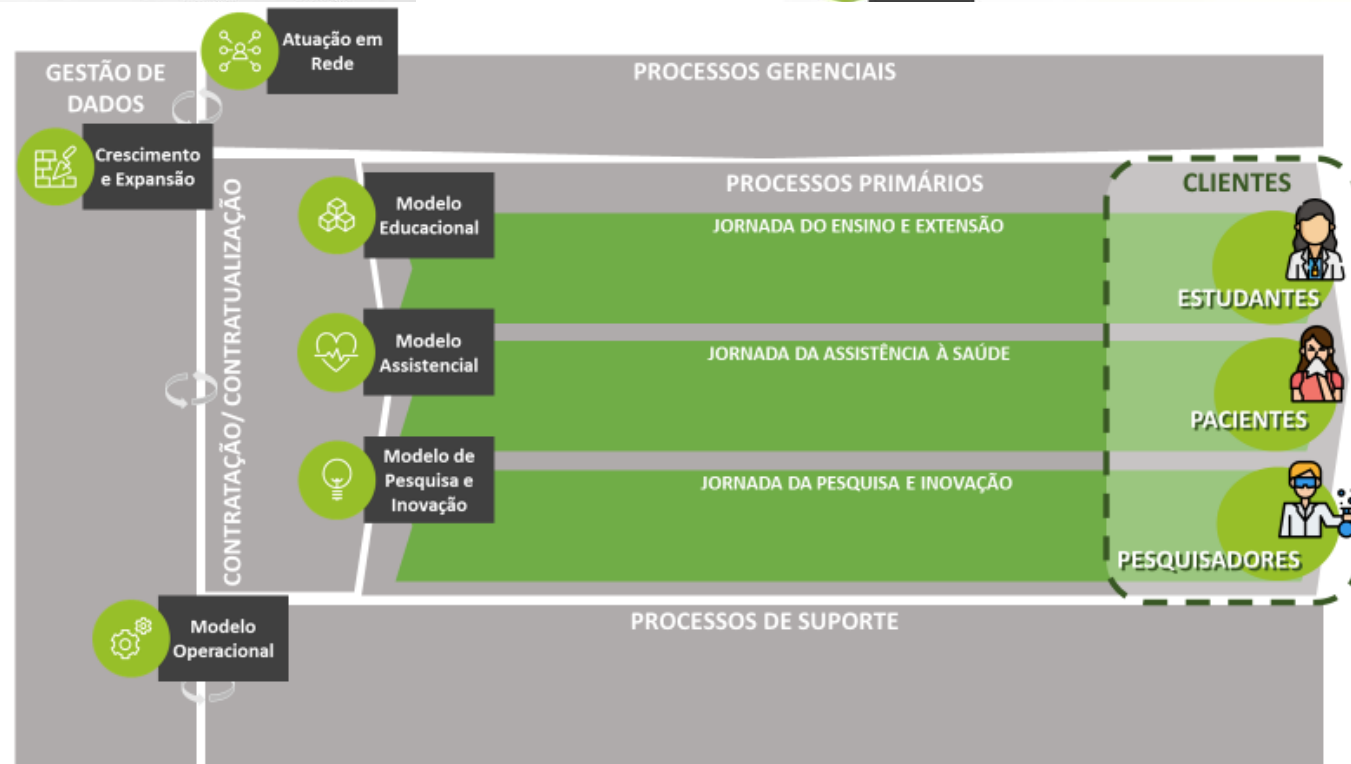 Atuação em
Rede
GESTÃO DE
DADOS
PROCESSOS GERENCIAIS
Crescimento
e Expansão
CONTRATAÇÃO/ CONTRATUALIZAÇÃO
PROCESSOS PRIMÁRIOS
CLIENTES
Modelo
Educacional
JORNADA DO ENSINO E EXTENSÃO
ESTUDANTES
Modelo
Assistencial
JORNADA DA ASSISTÊNCIA À SAÚDE
PACIENTES
Modelo de
Pesquisa e
Inovação
JORNADA DA PESQUISA E INOVAÇÃO
PESQUISADORES
Modelo
Operacional
PROCESSOS DE SUPORTE